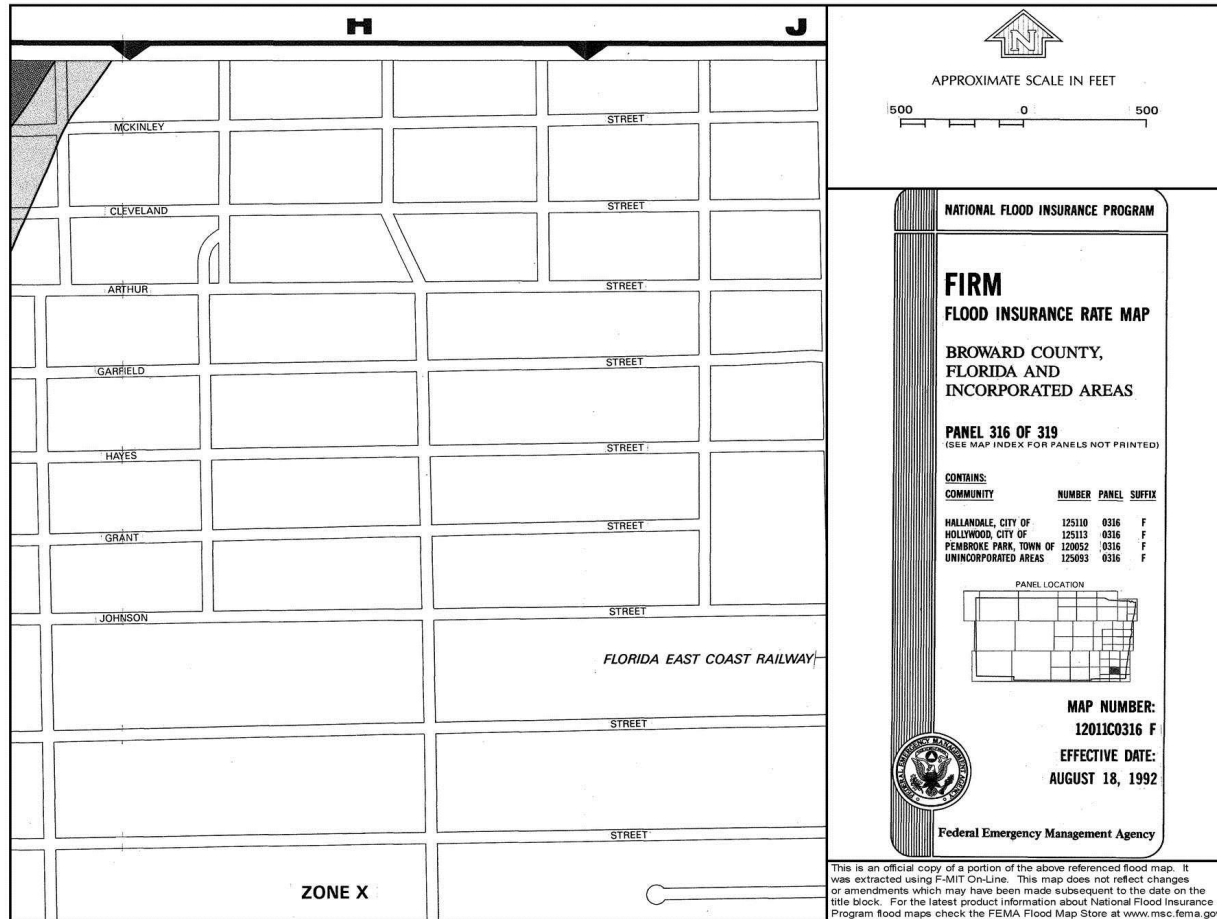 H
J
MCKINLEY
STREET
CLEVELAND
STREET
ARTHUR
STREET
GARFIELD
STREET
HAYES
STREET
GRANT
STREET
JOHNSON
STREET
FLORIDA EAST COAST RAILWAY
STREET
STREET
ZONE X
N
APPROXIMATE SCALE IN FEET
500 0 500
NATIONAL FLOOD INSURANCE PROGRAM
FIRM
FLOOD INSURANCE RATE MAP
BROWARD COUNTY,
FLORIDA AND
INCORPORATED AREAS
PANEL 316 OF 319
(SEE MAP INDEX FOR PANELS NOT PRINTED)
CONTAINS:
COMMUNITY NUMBER PANEL SUFFIX
HALLANDALE, CITY OF 125110 0316 F
HOLLYWOOD, CITY OF 125113 0316 F
PEMBROKE PARK, TOWN OF 120052 0316 F
UNINCORPORATED AREAS 125093 0316 F
PANEL LOCATION
MAP NUMBER:
12011C0316 F
EFFECTIVE DATE:
AUGUST 18, 1992
FEDERAL EMERGENCY MANAGEMENT AGENCY
Federal Emergency Management Agency
This is an official copy of a portion of the above referenced flood map. It
was extracted using F-MIT On-Line. This map does not reflect changes
or amendments which may have been made subsequent to the date on the
title block. For the latest product information about National Flood Insurance
Program flood maps check the FEMA Flood Map Store at www.msc.fema.go